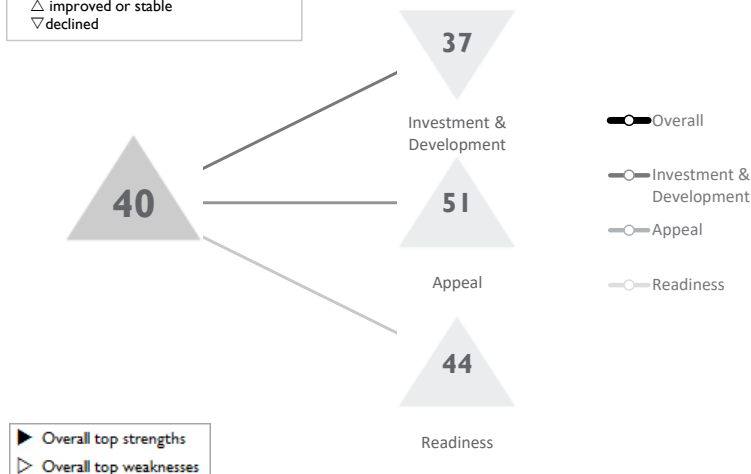 △ improved or stable
▽ declined
37
Investment &
Development
40
51
Appeal
44
Readiness
Overall
Investment &
Development
Appeal
Readiness
► Overall top strengths
▷ Overall top weaknesses